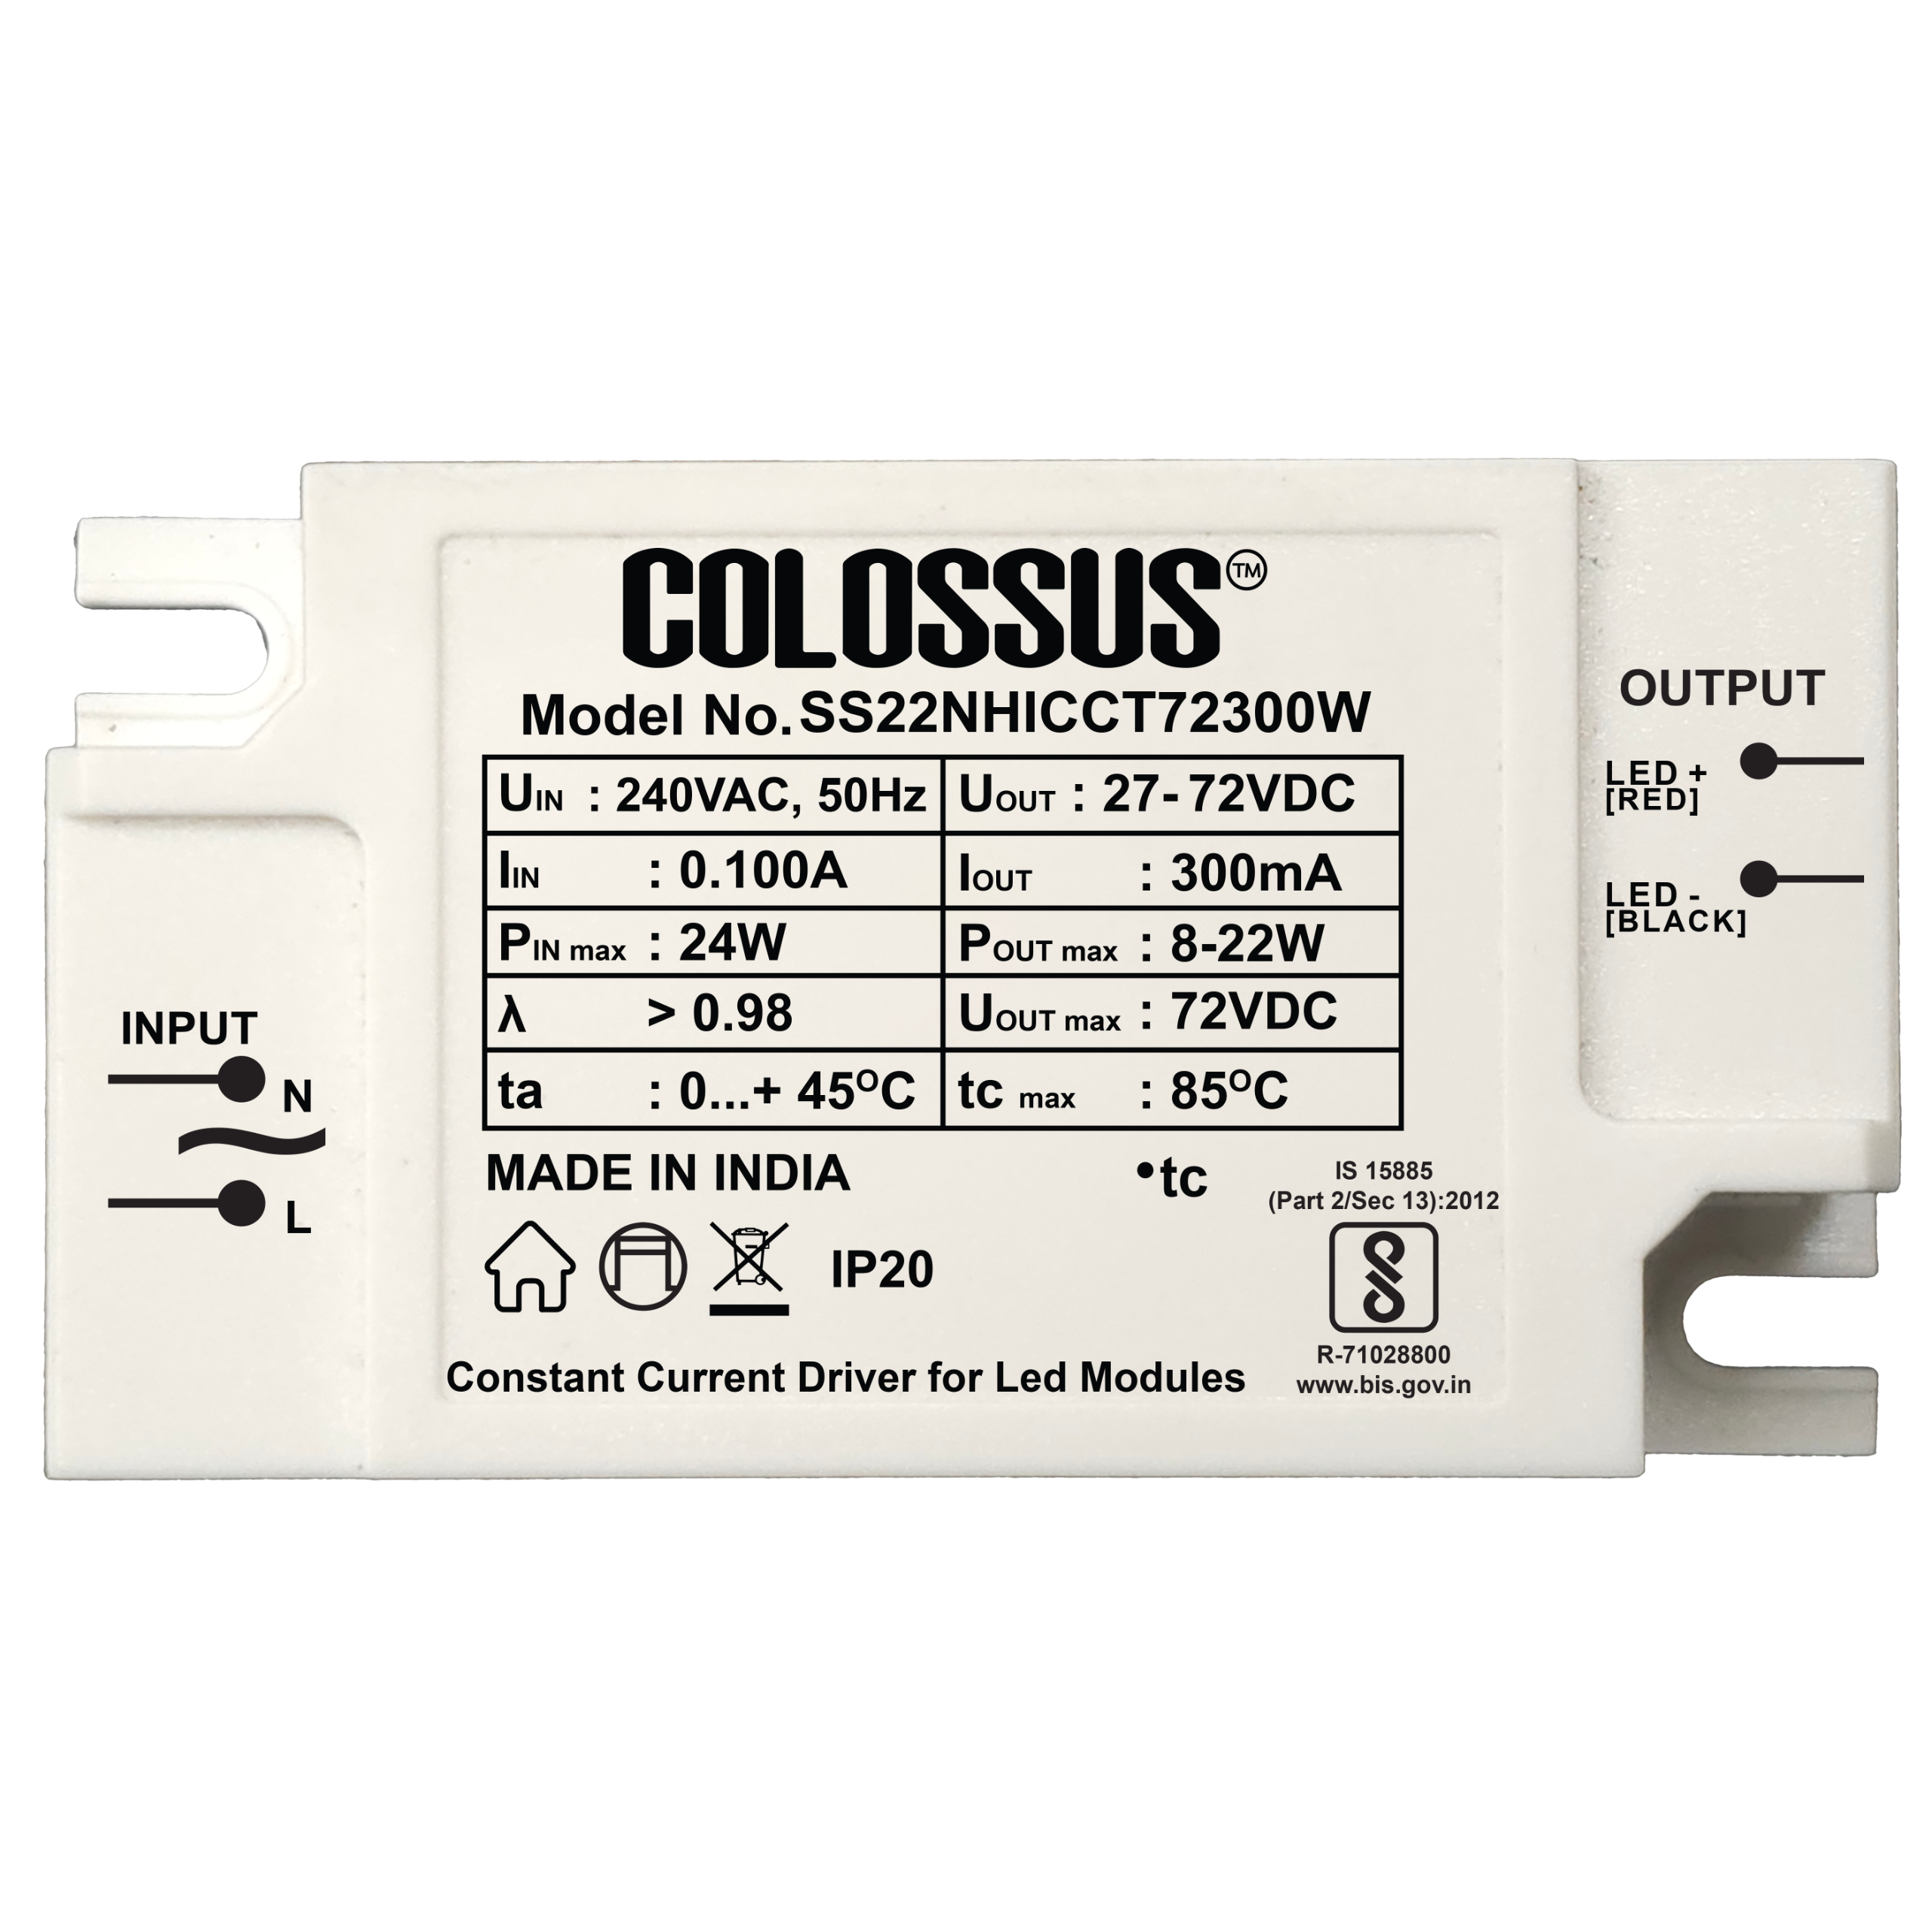 COLOSSUS TM
Model No. SS22NHICCT72300W
UIN : 240VAC, 50Hz UOUT : 27-72VDC
IIN : 0.100A IOUT : 300mA
PIN max : 24W POUT max : 8-22W
λ > 0.98 UOUT max : 72VDC
ta : 0...+ 45°C tc max : 85°C
MADE IN INDIA
•tc
IS 15885
(Part 2/Sec 13):2012
IP20
R-71028800
www.bis.gov.in
Constant Current Driver for Led Modules
INPUT
N
L
OUTPUT
LED +
[RED]
LED -
[BLACK]